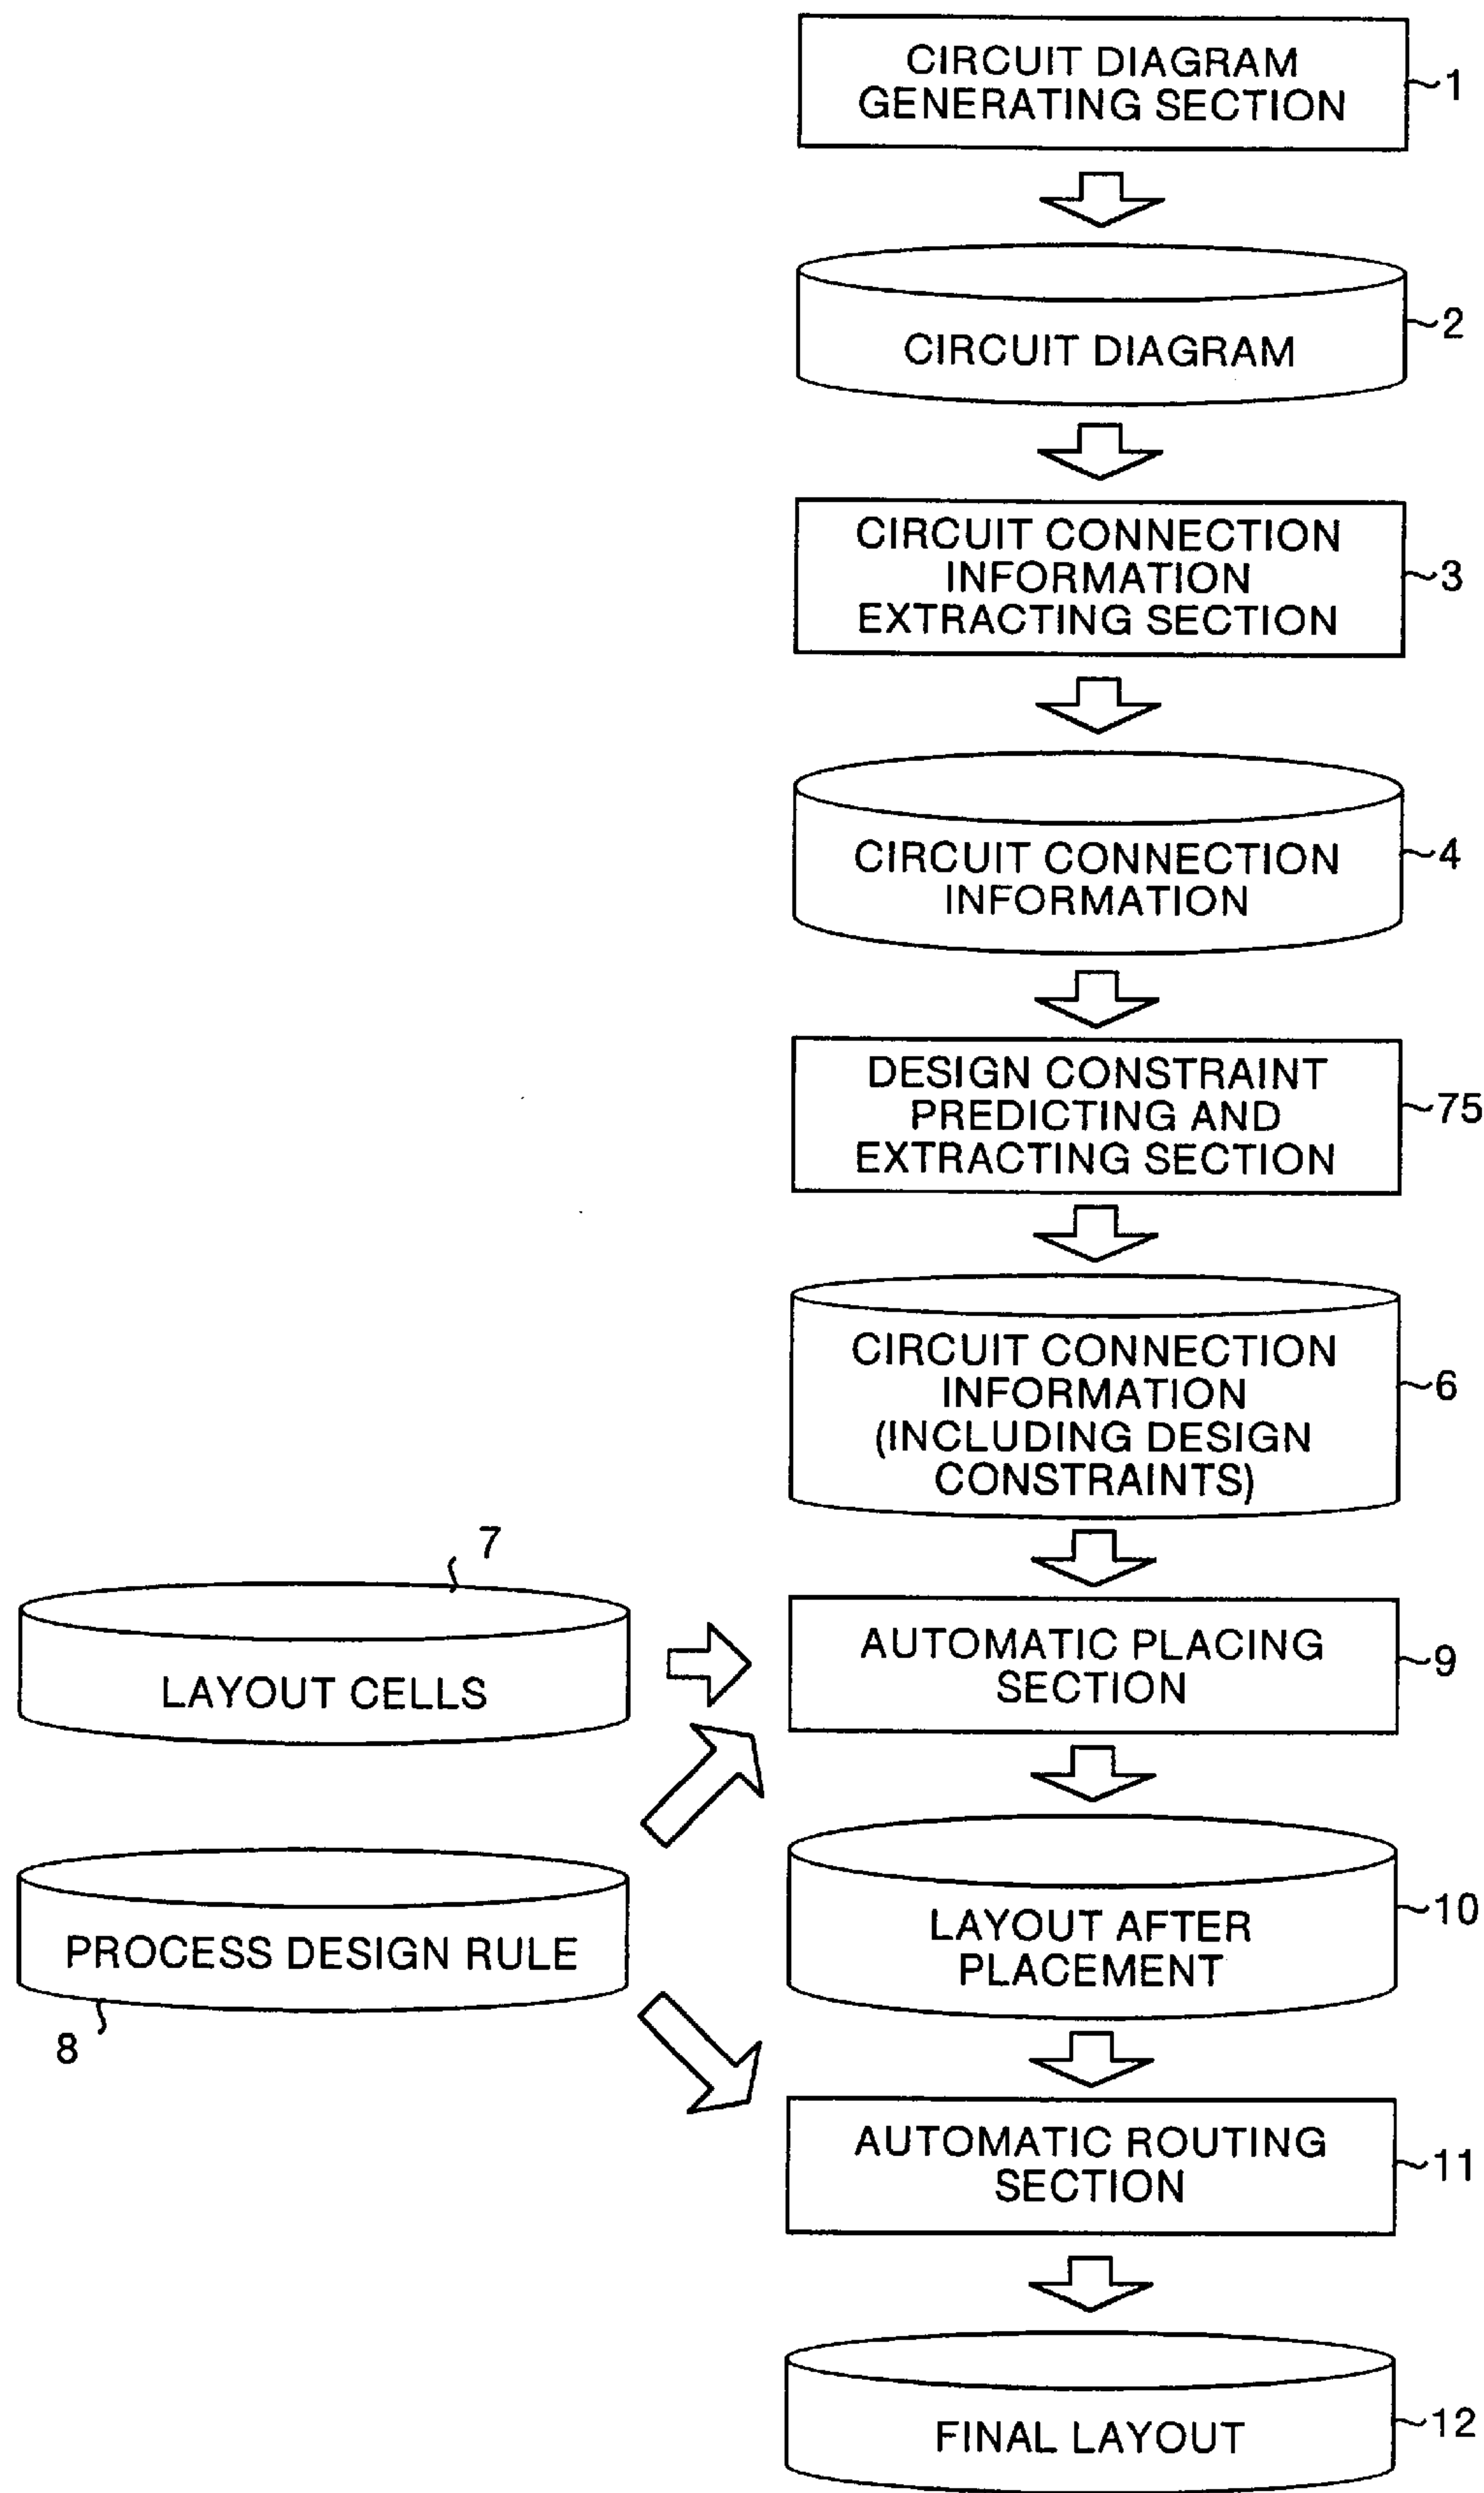 CIRCUIT DIAGRAM
GENERATING SECTION
1
CIRCUIT DIAGRAM
2
CIRCUIT CONNECTION
INFORMATION
EXTRACTING SECTION
3
CIRCUIT CONNECTION
INFORMATION
4
DESIGN CONSTRAINT
PREDICTING AND
EXTRACTING SECTION
75
CIRCUIT CONNECTION
INFORMATION
(INCLUDING DESIGN
CONSTRAINTS)
6
7
LAYOUT CELLS
AUTOMATIC PLACING
SECTION
9
PROCESS DESIGN RULE
8
LAYOUT AFTER
PLACEMENT
10
AUTOMATIC ROUTING
SECTION
11
FINAL LAYOUT
12